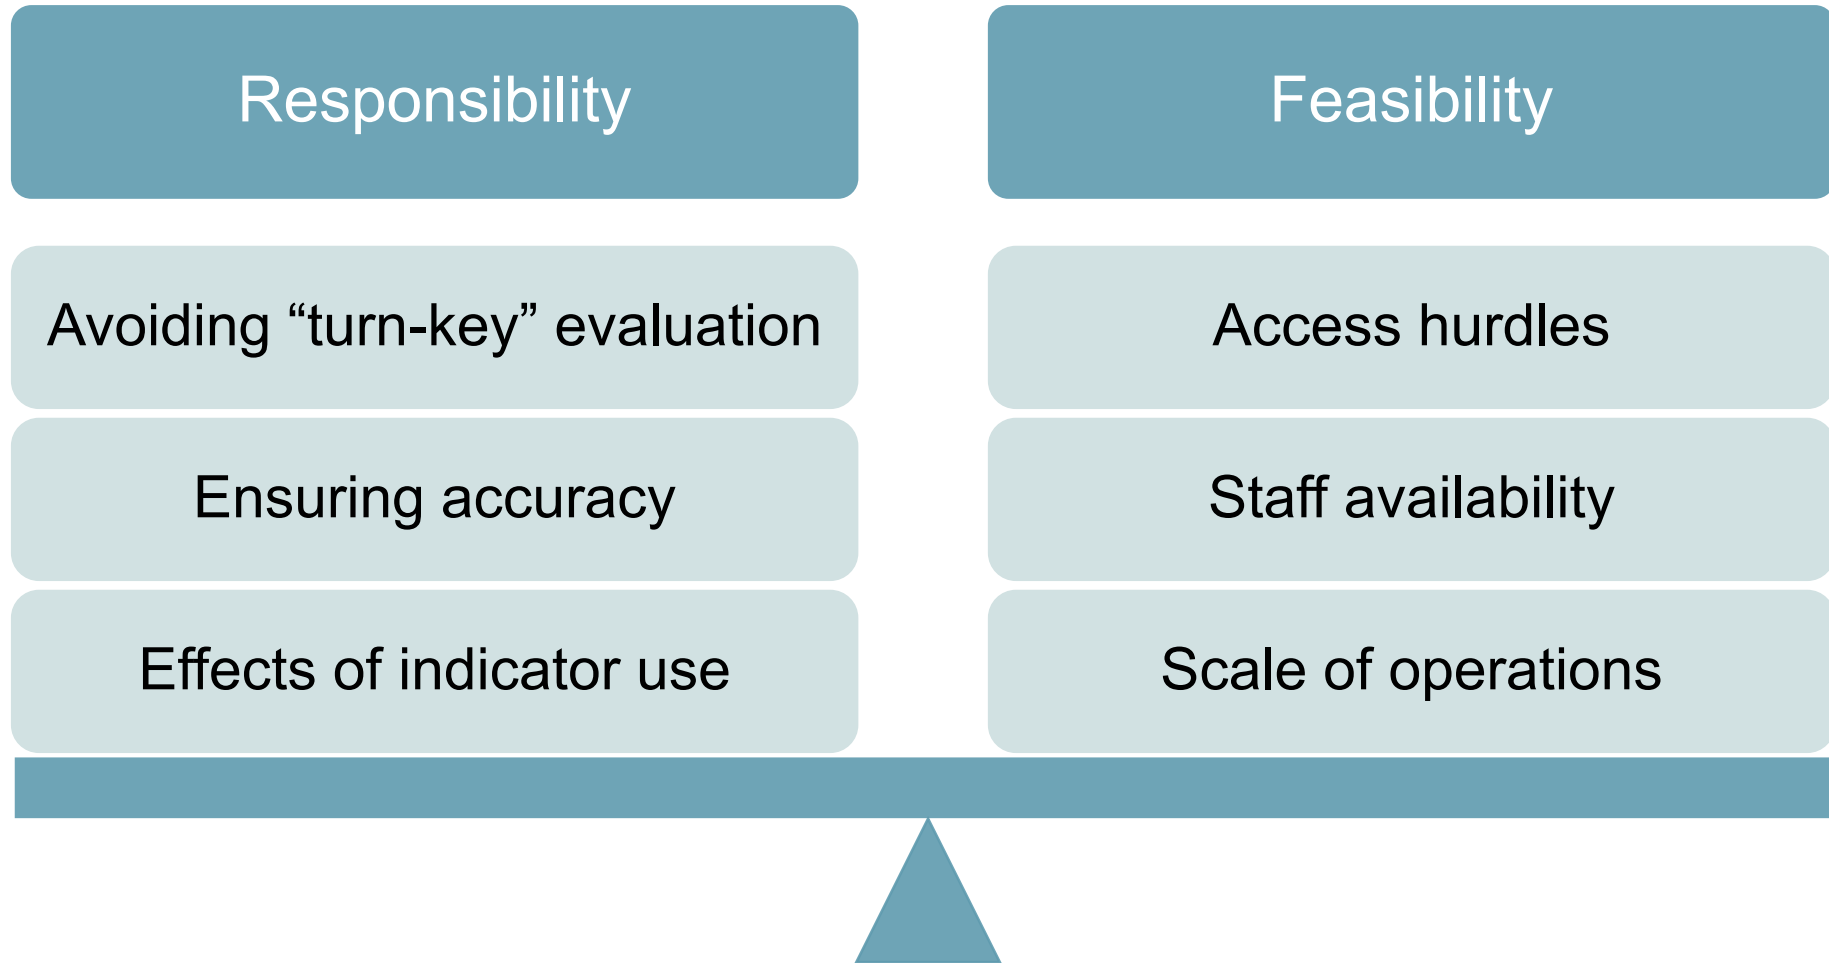 Responsibility
Avoiding “turn-key” evaluation
Ensuring accuracy
Effects of indicator use
Feasibility
Access hurdles
Staff availability
Scale of operations